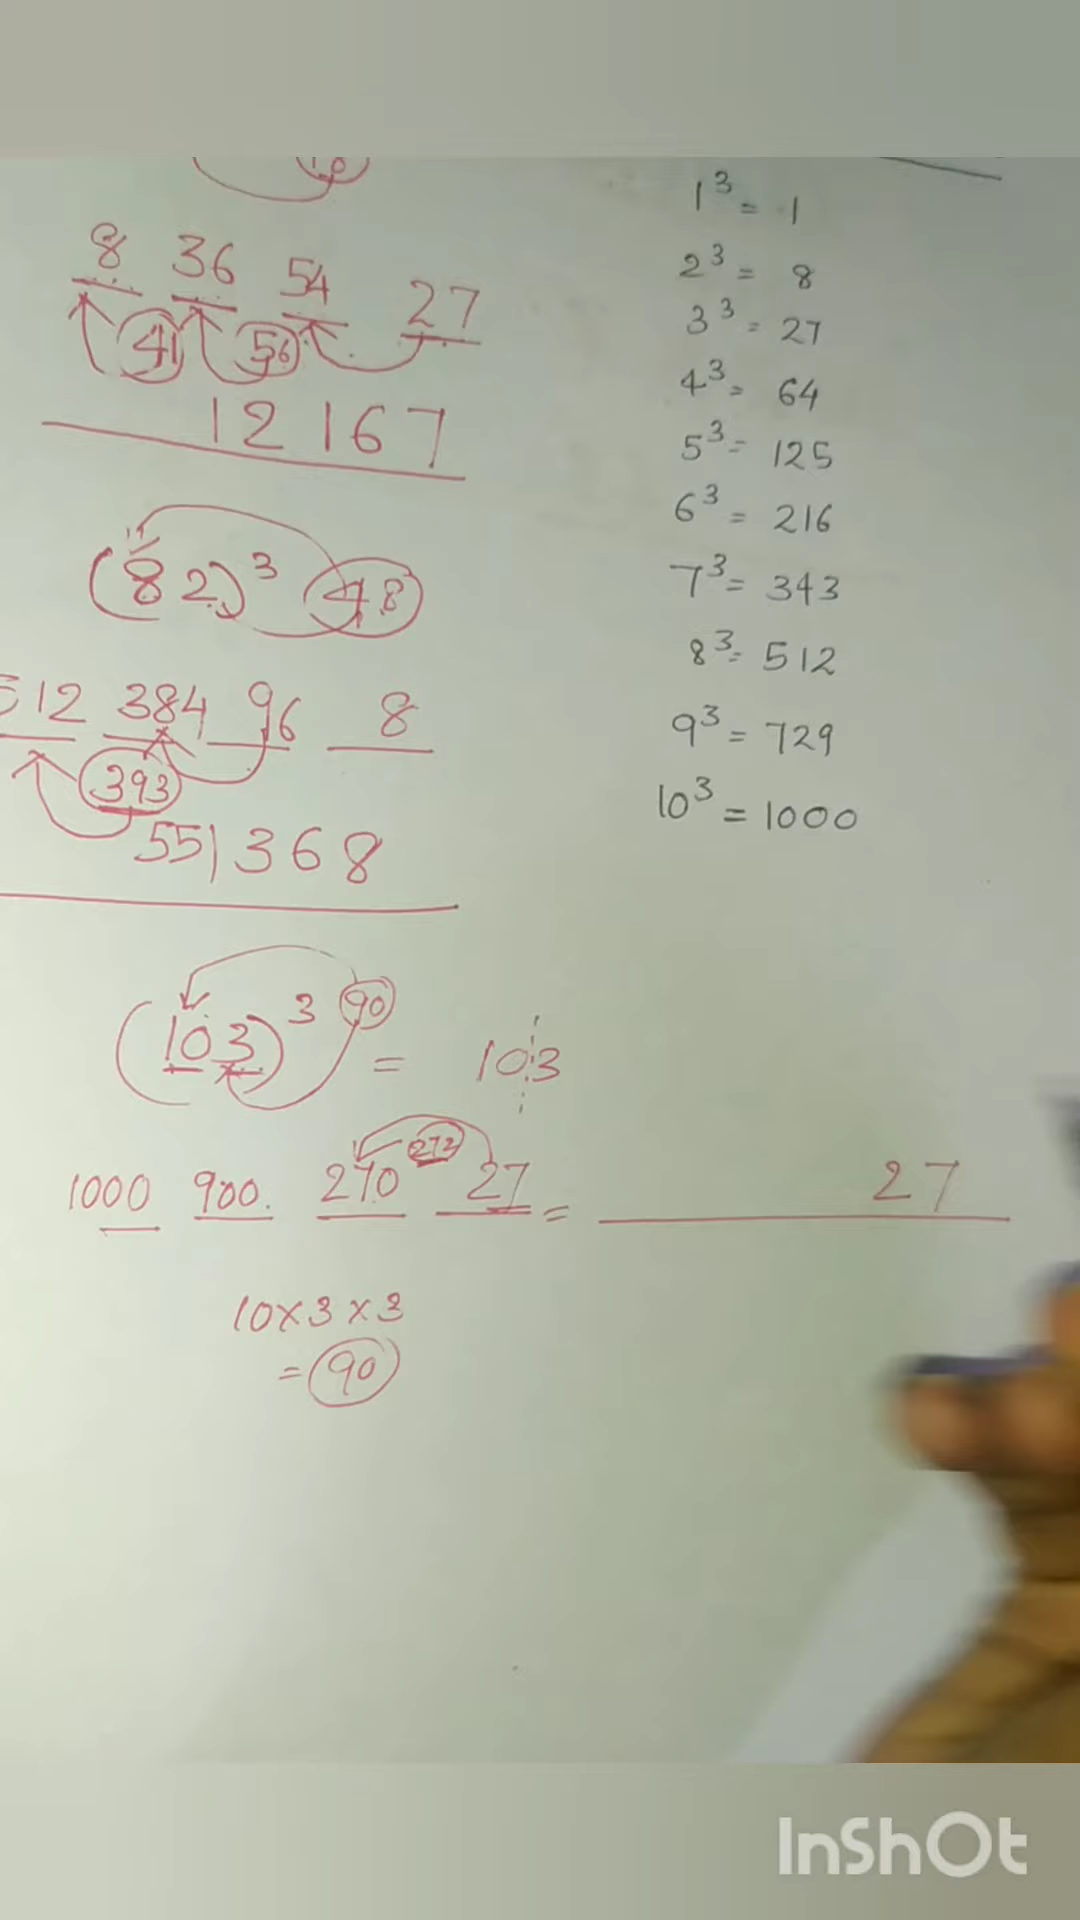 8 36 54 27
41 56
12167
(82)³ 48
512 384 96 8
393
551368
(103)³ 90 = 103
272
1000 900. 270 27 = 27
10×3×3
= 90
1³ = 1
2³ = 8
3³ = 27
4³ = 64
5³ = 125
6³ = 216
7³ = 343
8³ = 512
9³ = 729
10³ = 1000
InShOt